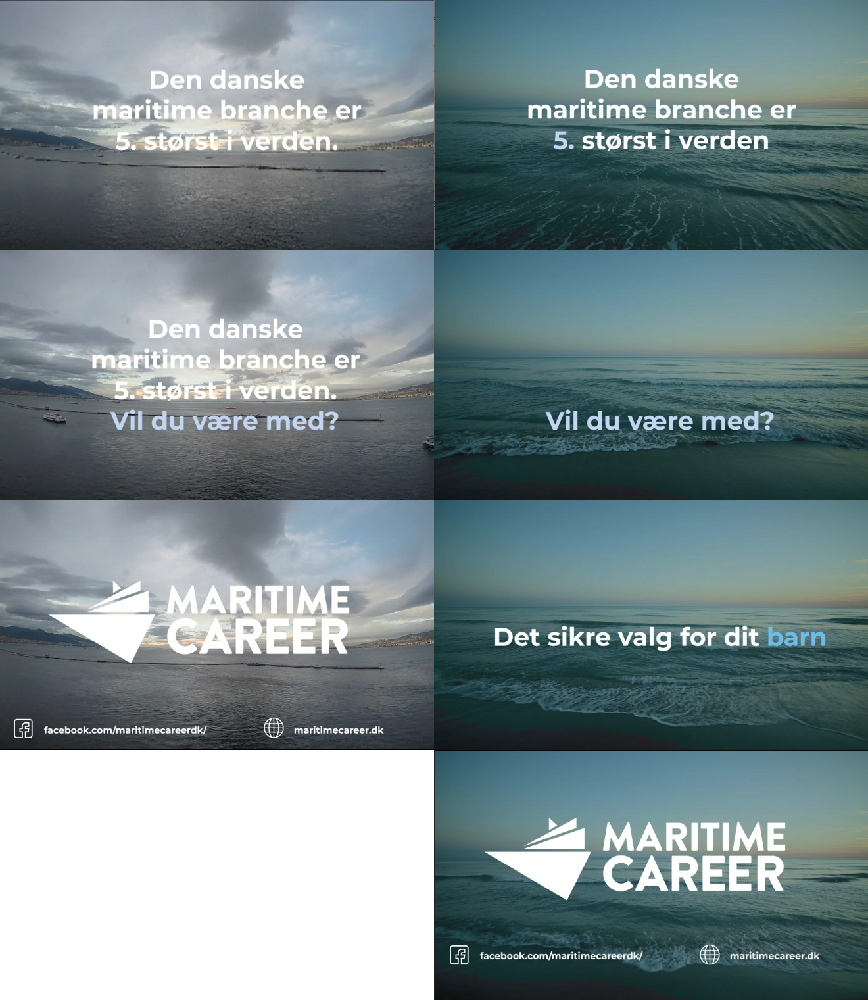 Den danske
maritime branche er
5. størst i verden.
Den danske
maritime branche er
5. størst i verden
Den danske
maritime branche er
5. størst i verden.
Vil du være med?
Vil du være med?
MARITIME
CAREER
facebook.com/maritimecareerdk/
maritimecareer.dk
Det sikre valg for dit barn
MARITIME
CAREER
facebook.com/maritimecareerdk/
maritimecareer.dk